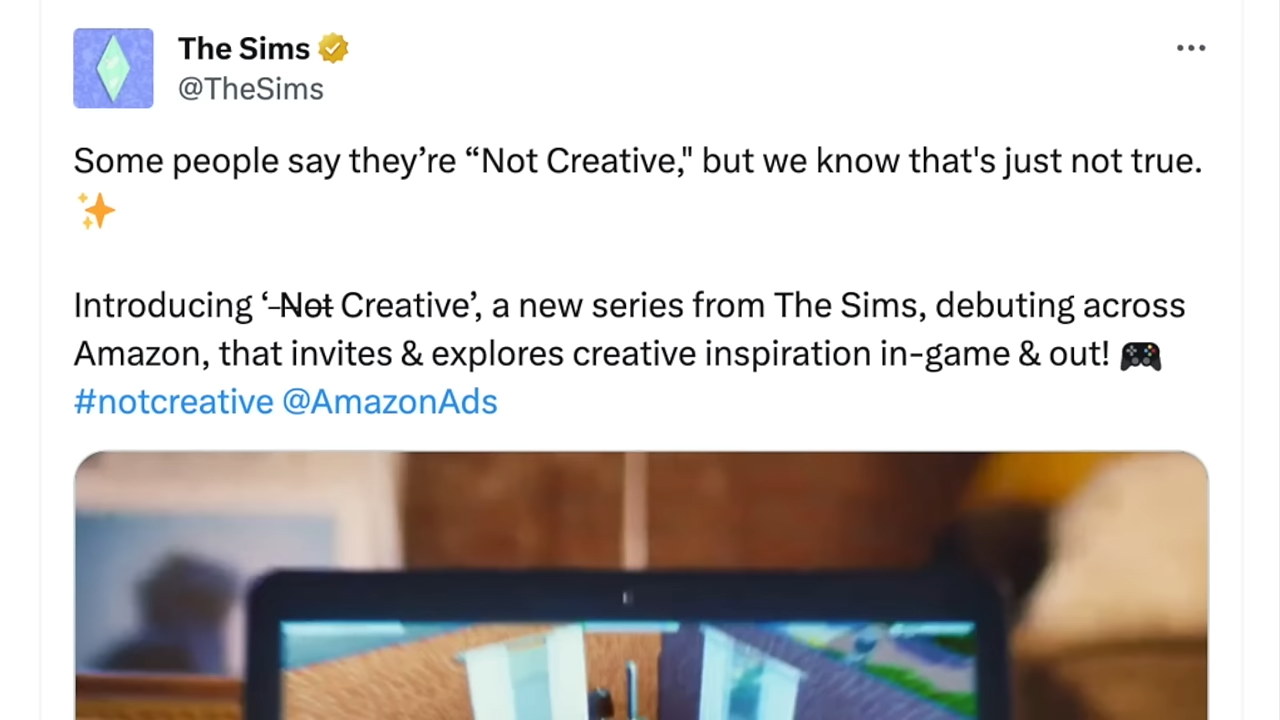 The Sims
@TheSims
Some people say they’re “Not Creative," but we know that's just not true.
✨
Introducing ‘ ̶N̶o̶t̶ Creative’, a new series from The Sims, debuting across
Amazon, that invites & explores creative inspiration in-game & out! 🎮
#notcreative @AmazonAds